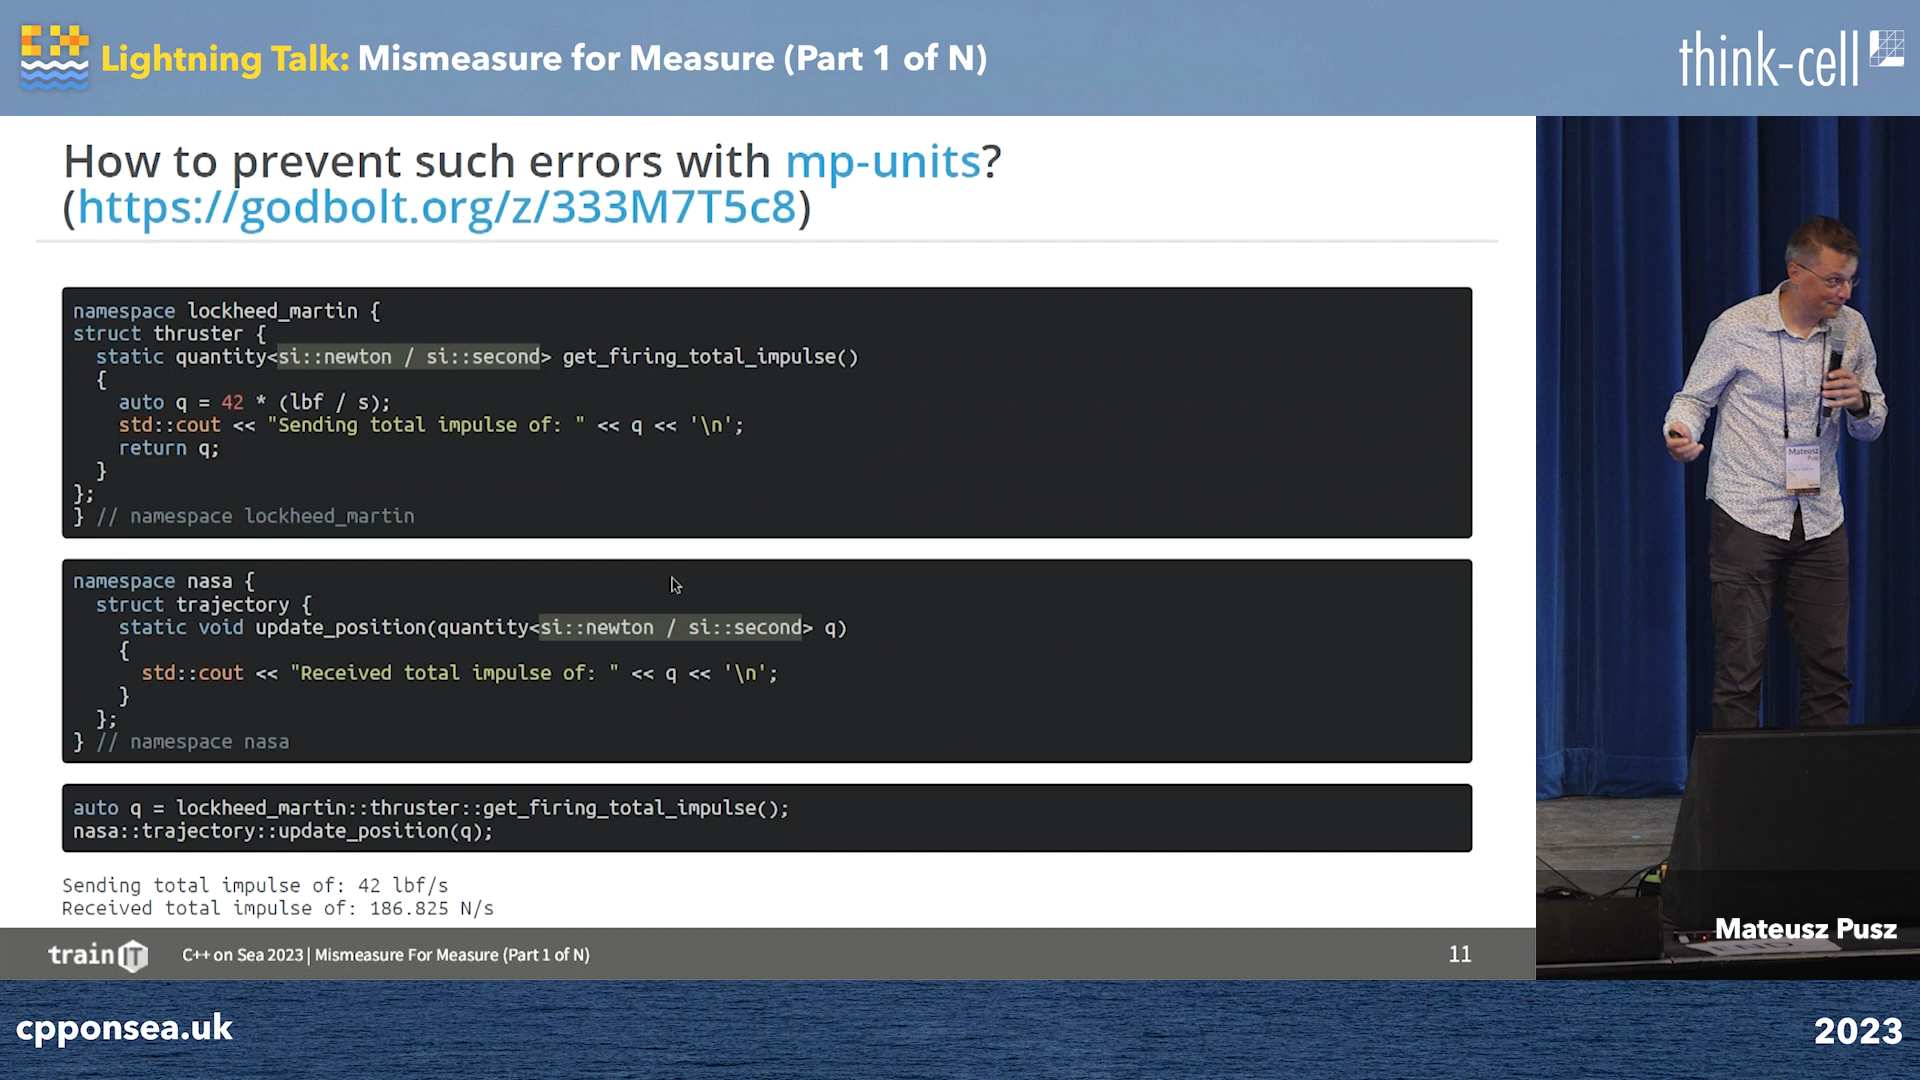 Lightning Talk: Mismeasure for Measure (Part 1 of N)
think-cell
How to prevent such errors with mp-units?
(https://godbolt.org/z/333M7T5c8)
namespace lockheed_martin {
struct thruster {
  static quantity<si::newton / si::second> get_firing_total_impulse()
  {
    auto q = 42 * (lbf / s);
    std::cout << "Sending total impulse of: " << q << '\n';
    return q;
  }
};
} // namespace lockheed_martin
namespace nasa {
  struct trajectory {
    static void update_position(quantity<si::newton / si::second> q)
    {
      std::cout << "Received total impulse of: " << q << '\n';
    }
  };
} // namespace nasa
auto q = lockheed_martin::thruster::get_firing_total_impulse();
nasa::trajectory::update_position(q);
Sending total impulse of: 42 lbf/s
Received total impulse of: 186.825 N/s
trainIT
C++ on Sea 2023 | Mismeasure For Measure (Part 1 of N)
11
Mateusz
Pusz
Mateusz Pusz
cpponsea.uk
2023